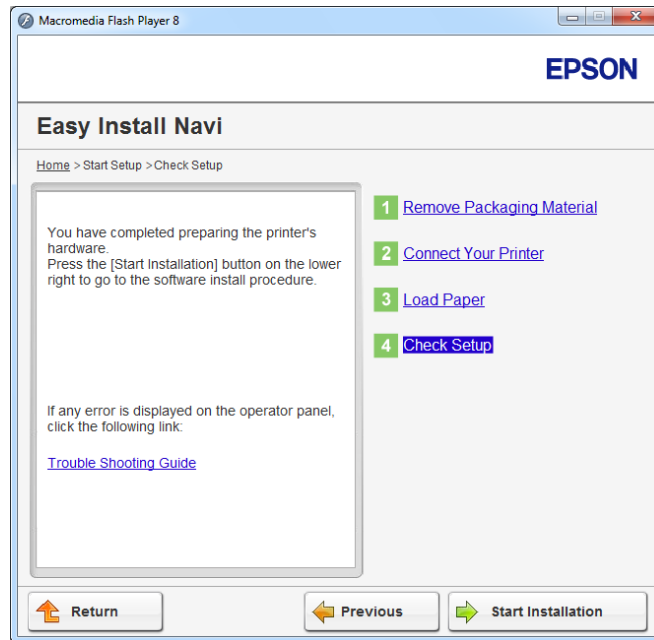 Macromedia Flash Player 8
EPSON
Easy Install Navi
Home > Start Setup >Check Setup
You have completed preparing the printer's
hardware.
Press the [Start Installation] button on the lower
right to go to the software install procedure.
If any error is displayed on the operator panel,
click the following link:
Trouble Shooting Guide
1 Remove Packaging Material
2 Connect Your Printer
3 Load Paper
4 Check Setup
Return
Previous
Start Installation